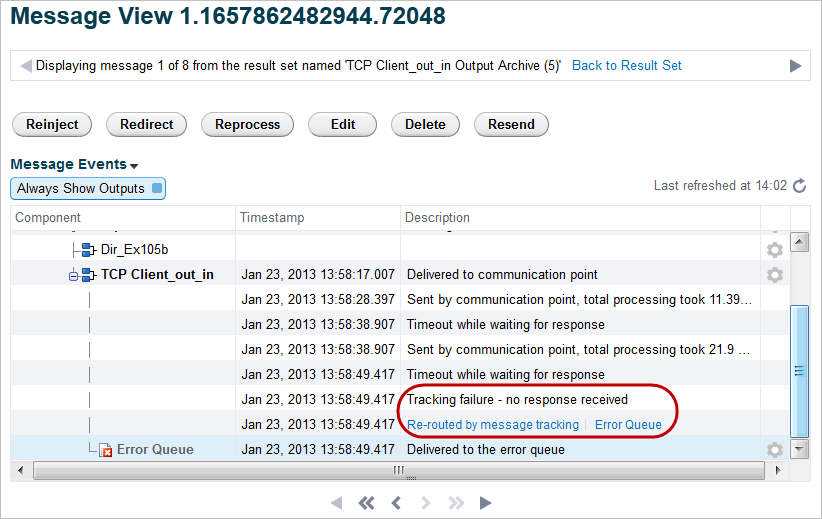 Message View 1.1657862482944.72048
Displaying message 1 of 8 from the result set named 'TCP Client_out_in Output Archive (5)' Back to Result Set
Reinject Redirect Reprocess Edit Delete Resend
Message Events
Always Show Outputs
Last refreshed at 14:02
Component Timestamp Description
Dir_Ex105b
TCP Client_out_in Jan 23, 2013 13:58:17.007 Delivered to communication point
Jan 23, 2013 13:58:28.397 Sent by communication point, total processing took 11.39...
Jan 23, 2013 13:58:38.907 Timeout while waiting for response
Jan 23, 2013 13:58:38.907 Sent by communication point, total processing took 21.9 ...
Jan 23, 2013 13:58:49.417 Timeout while waiting for response
Jan 23, 2013 13:58:49.417 Tracking failure - no response received
Jan 23, 2013 13:58:49.417 Re-routed by message tracking Error Queue
Error Queue Jan 23, 2013 13:58:49.417 Delivered to the error queue